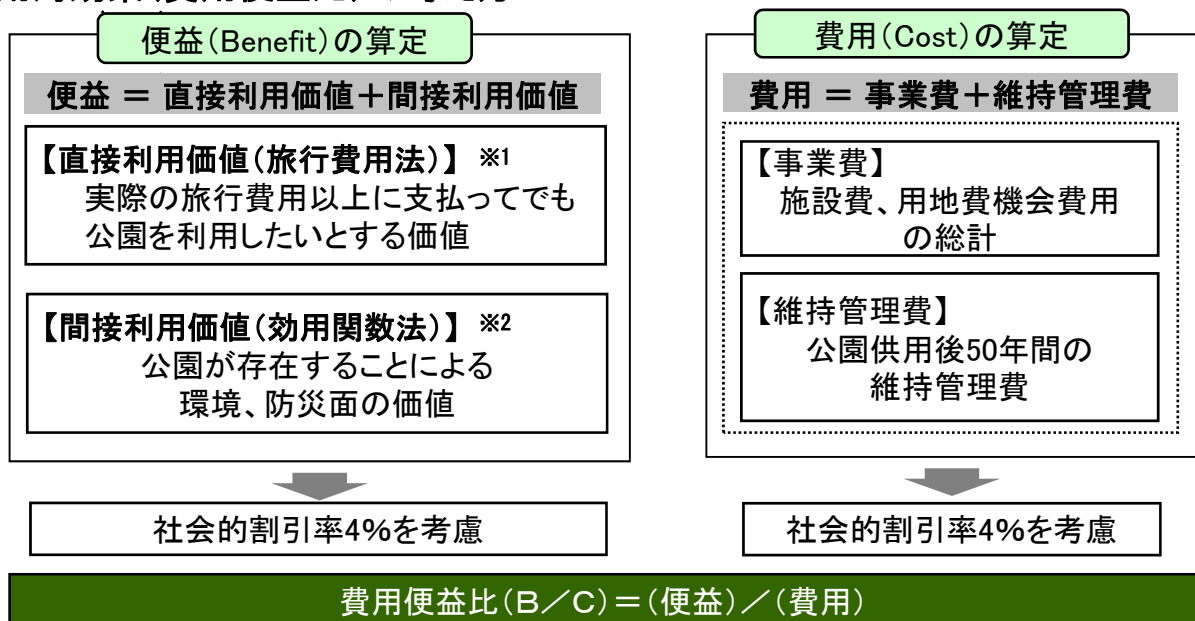 便益(Benefit)の算定
便益 ＝ 直接利用価値＋間接利用価値
【直接利用価値(旅行費用法)】 ※1
実際の旅行費用以上に支払ってでも
公園を利用したいとする価値
【間接利用価値(効用関数法)】 ※2
公園が存在することによる
環境、防災面の価値
社会的割引率4%を考慮
費用(Cost)の算定
費用 ＝ 事業費＋維持管理費
【事業費】
施設費、用地費機会費用
の総計
【維持管理費】
公園供用後50年間の
維持管理費
社会的割引率4%を考慮
費用便益比(Ｂ／Ｃ)＝(便益)／(費用)